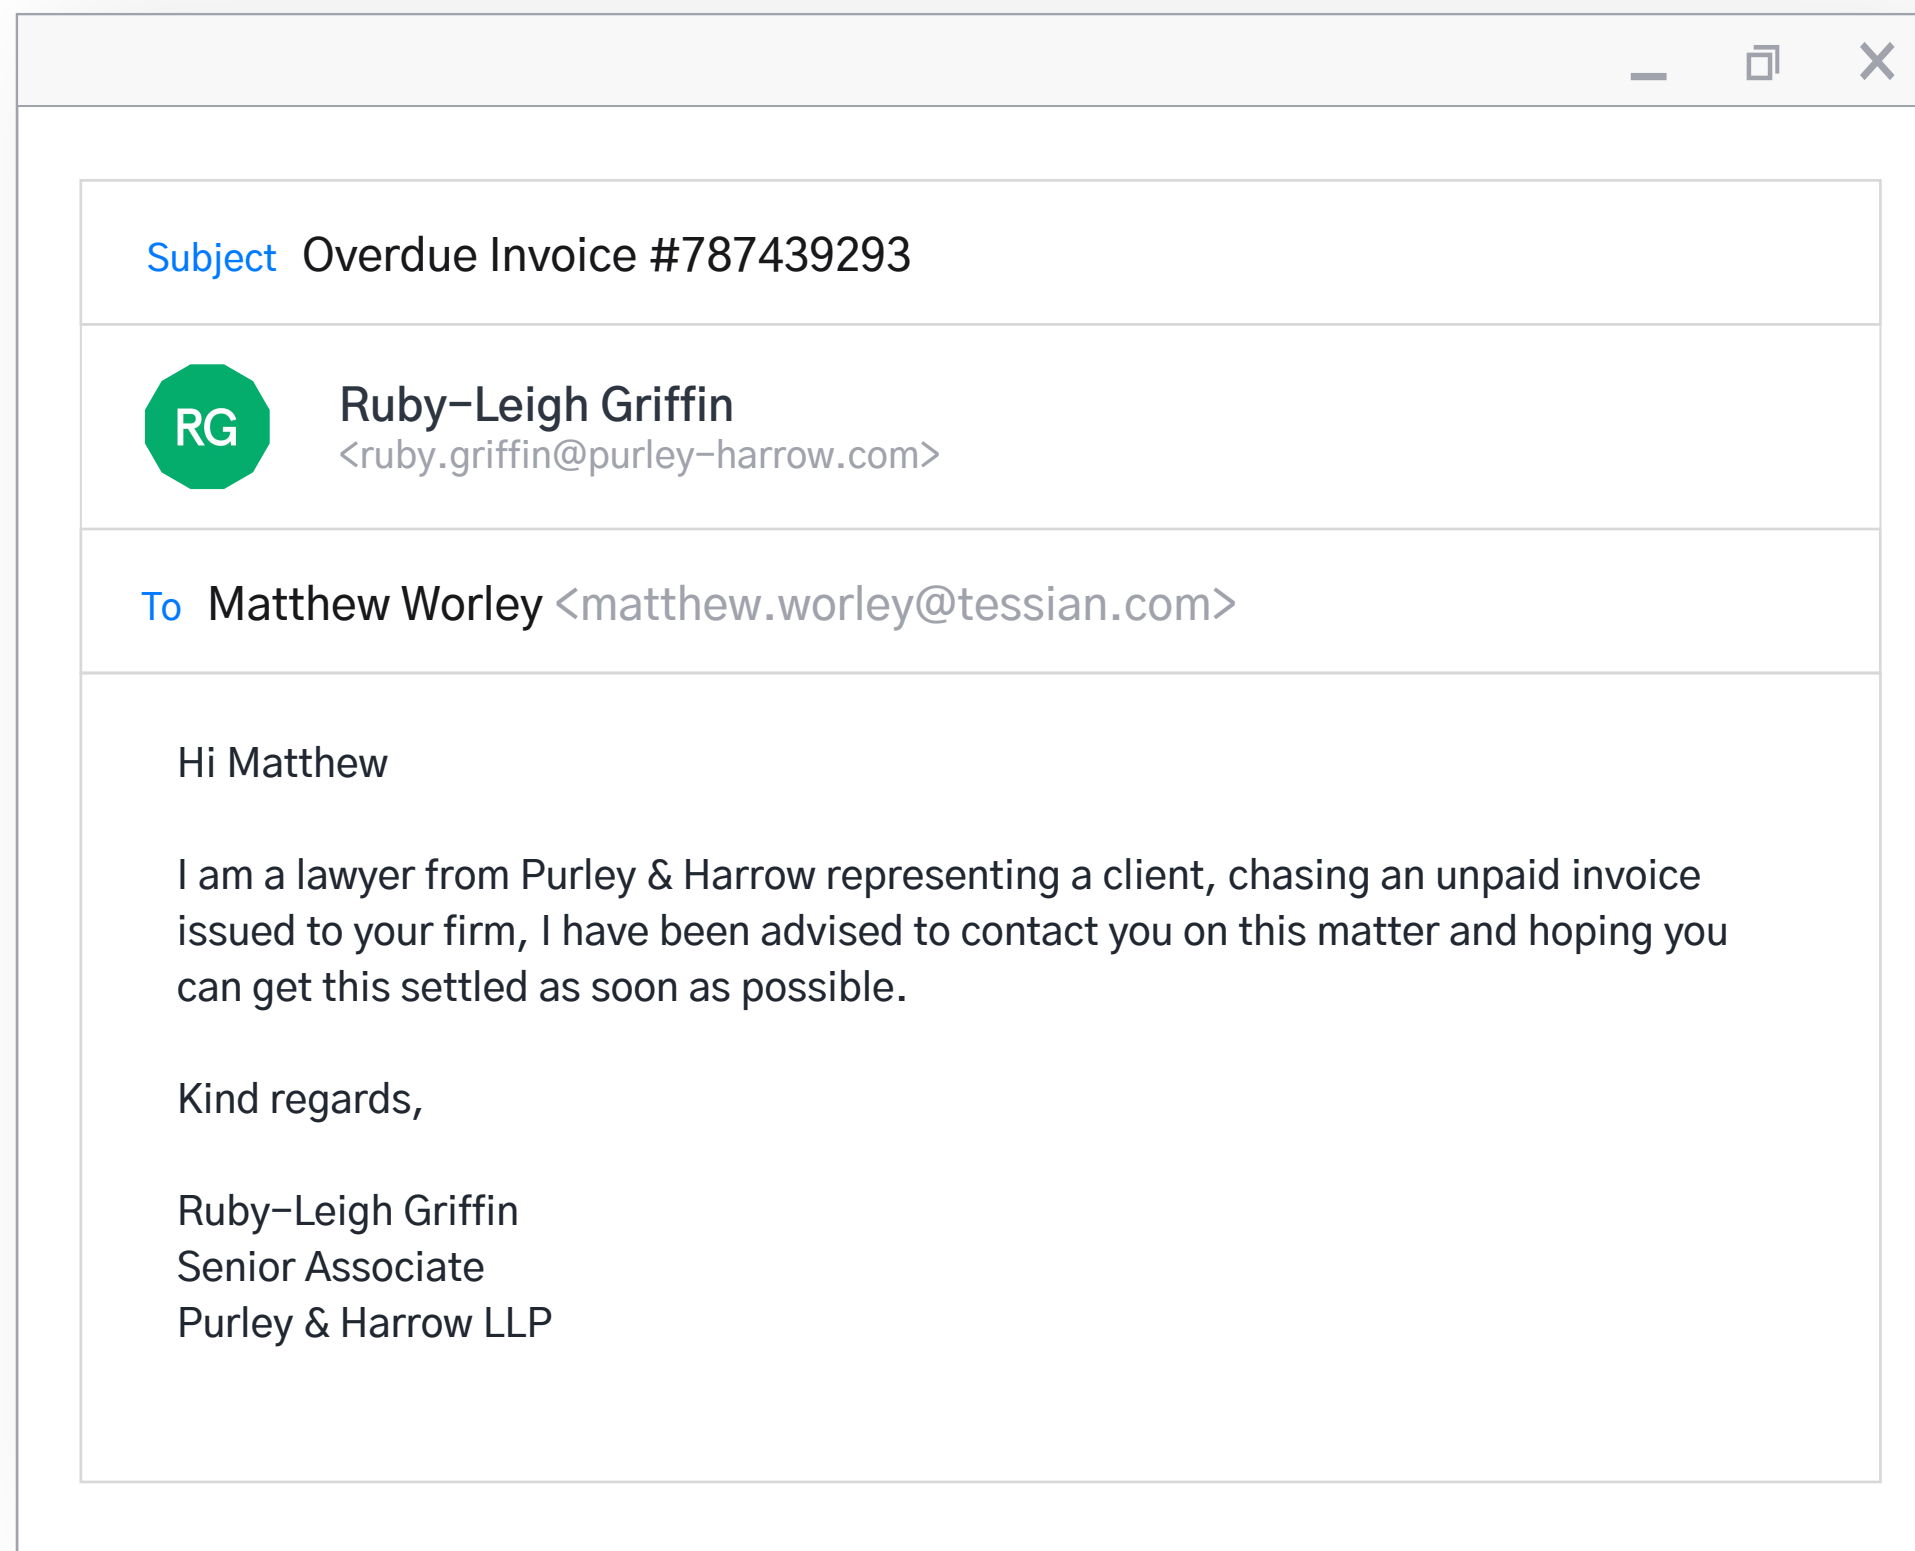 Subject Overdue Invoice #787439293
RG
Ruby-Leigh Griffin
<ruby.griffin@purley-harrow.com>
To Matthew Worley <matthew.worley@tessian.com>
Hi Matthew
I am a lawyer from Purley & Harrow representing a client, chasing an unpaid invoice
issued to your firm, I have been advised to contact you on this matter and hoping you
can get this settled as soon as possible.
Kind regards,
Ruby-Leigh Griffin
Senior Associate
Purley & Harrow LLP